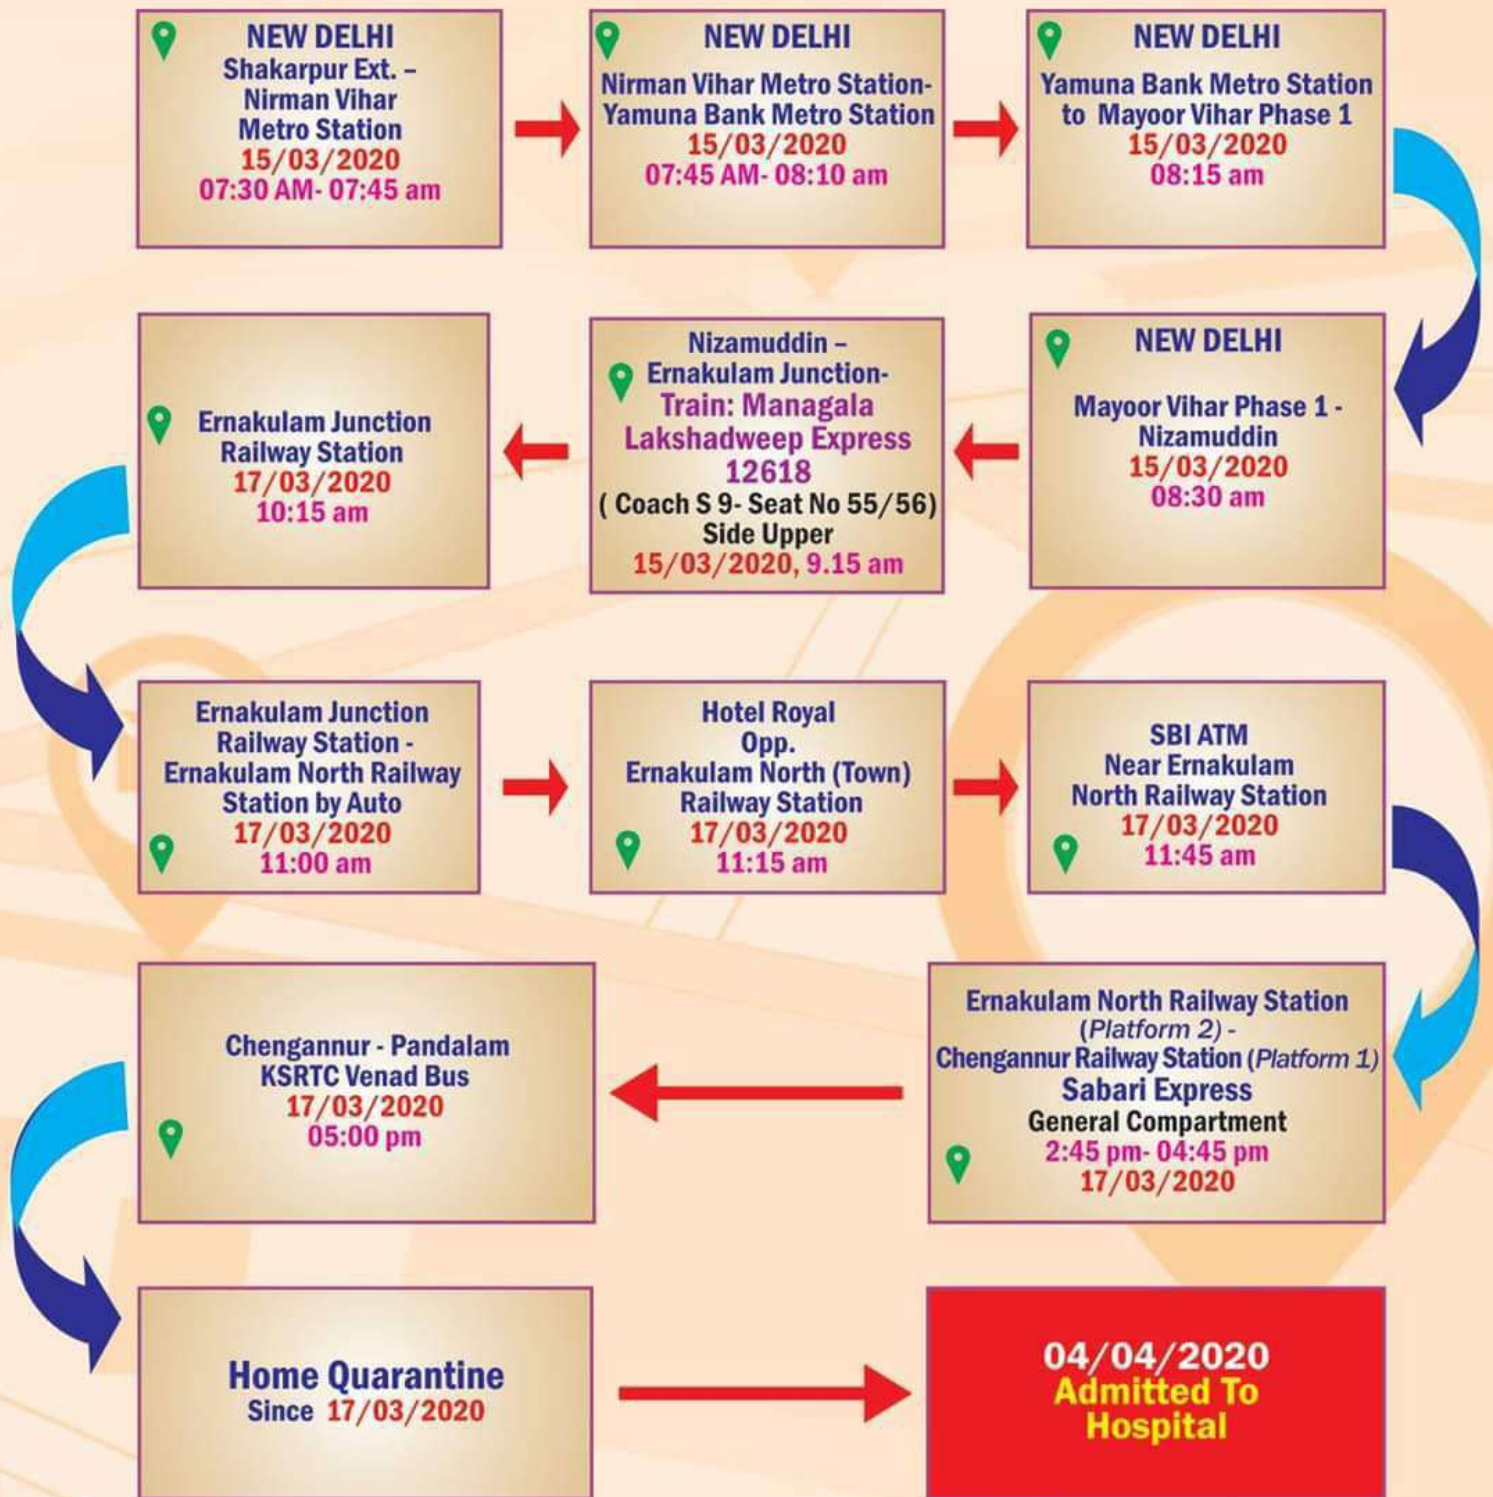 NEW DELHI
Shakarpur Ext. –
Nirman Vihar
Metro Station
15/03/2020
07:30 AM- 07:45 am
NEW DELHI
Nirman Vihar Metro Station-
Yamuna Bank Metro Station
15/03/2020
07:45 AM- 08:10 am
NEW DELHI
Yamuna Bank Metro Station
to Mayoor Vihar Phase 1
15/03/2020
08:15 am
NEW DELHI
Mayoor Vihar Phase 1 -
Nizamuddin
15/03/2020
08:30 am
Nizamuddin –
Ernakulam Junction-
Train: Managala
Lakshadweep Express
12618
( Coach S 9- Seat No 55/56)
Side Upper
15/03/2020, 9.15 am
Ernakulam Junction
Railway Station
17/03/2020
10:15 am
Ernakulam Junction
Railway Station -
Ernakulam North Railway
Station by Auto
17/03/2020
11:00 am
Hotel Royal
Opp.
Ernakulam North (Town)
Railway Station
17/03/2020
11:15 am
SBI ATM
Near Ernakulam
North Railway Station
17/03/2020
11:45 am
Ernakulam North Railway Station
(Platform 2) -
Chengannur Railway Station (Platform 1)
Sabari Express
General Compartment
2:45 pm- 04:45 pm
17/03/2020
Chengannur - Pandalam
KSRTC Venad Bus
17/03/2020
05:00 pm
Home Quarantine
Since 17/03/2020
04/04/2020
Admitted To
Hospital